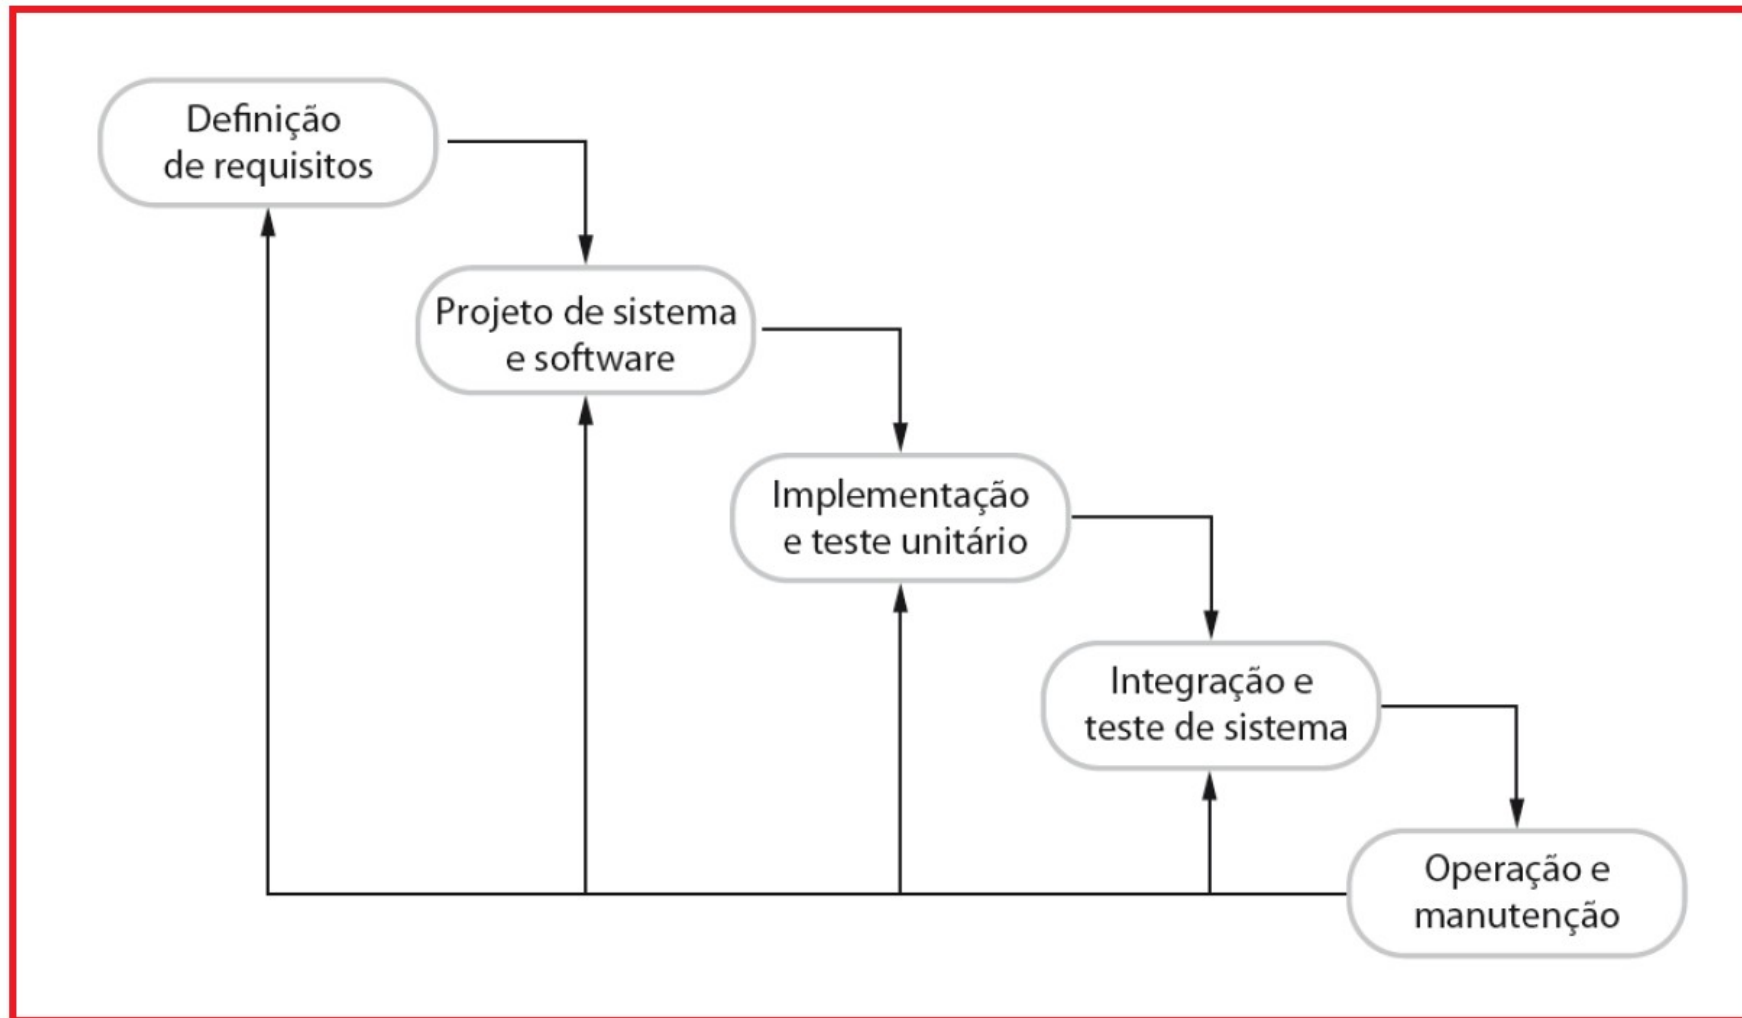 Definição
de requisitos
Projeto de sistema
e software
Implementação
e teste unitário
Integração e
teste de sistema
Operação e
manutenção